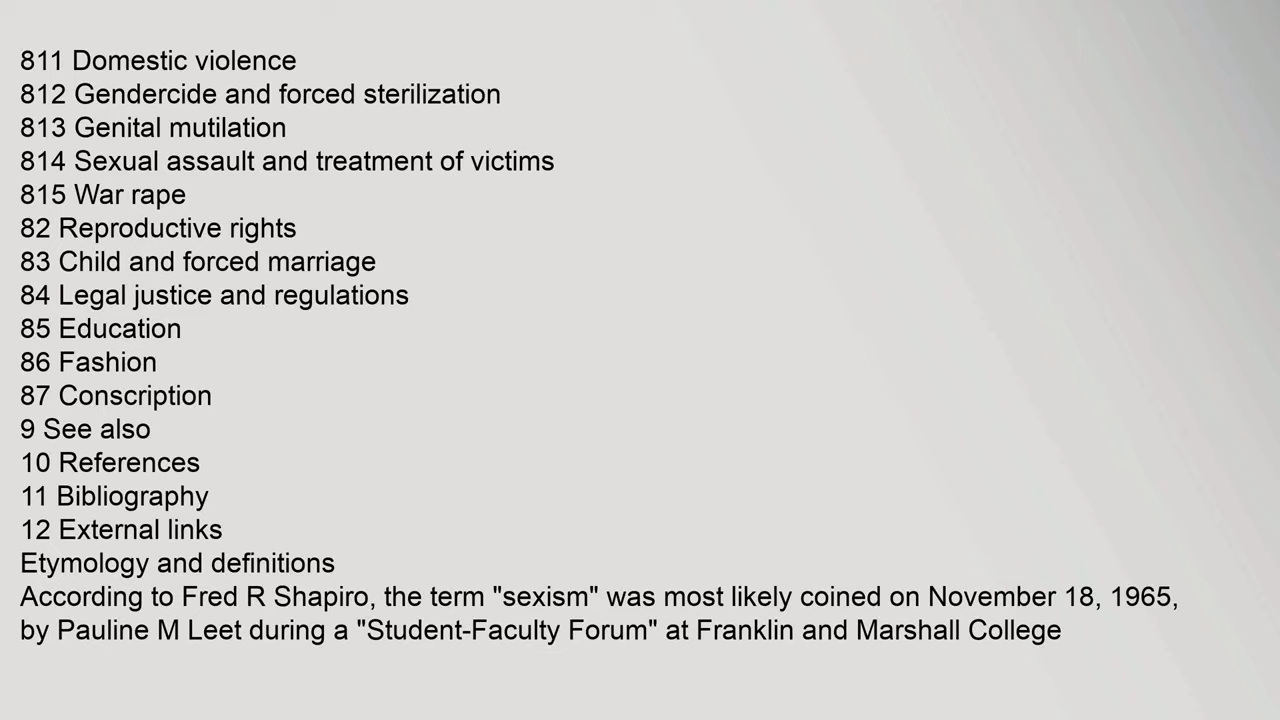 811 Domestic violence
812 Gendercide and forced sterilization
813 Genital mutilation
814 Sexual assault and treatment of victims
815 War rape
82 Reproductive rights
83 Child and forced marriage
84 Legal justice and regulations
85 Education
86 Fashion
87 Conscription
9 See also
10 References
11 Bibliography
12 External links
Etymology and definitions
According to Fred R Shapiro, the term "sexism" was most likely coined on November 18, 1965,
by Pauline M Leet during a "Student-Faculty Forum" at Franklin and Marshall College